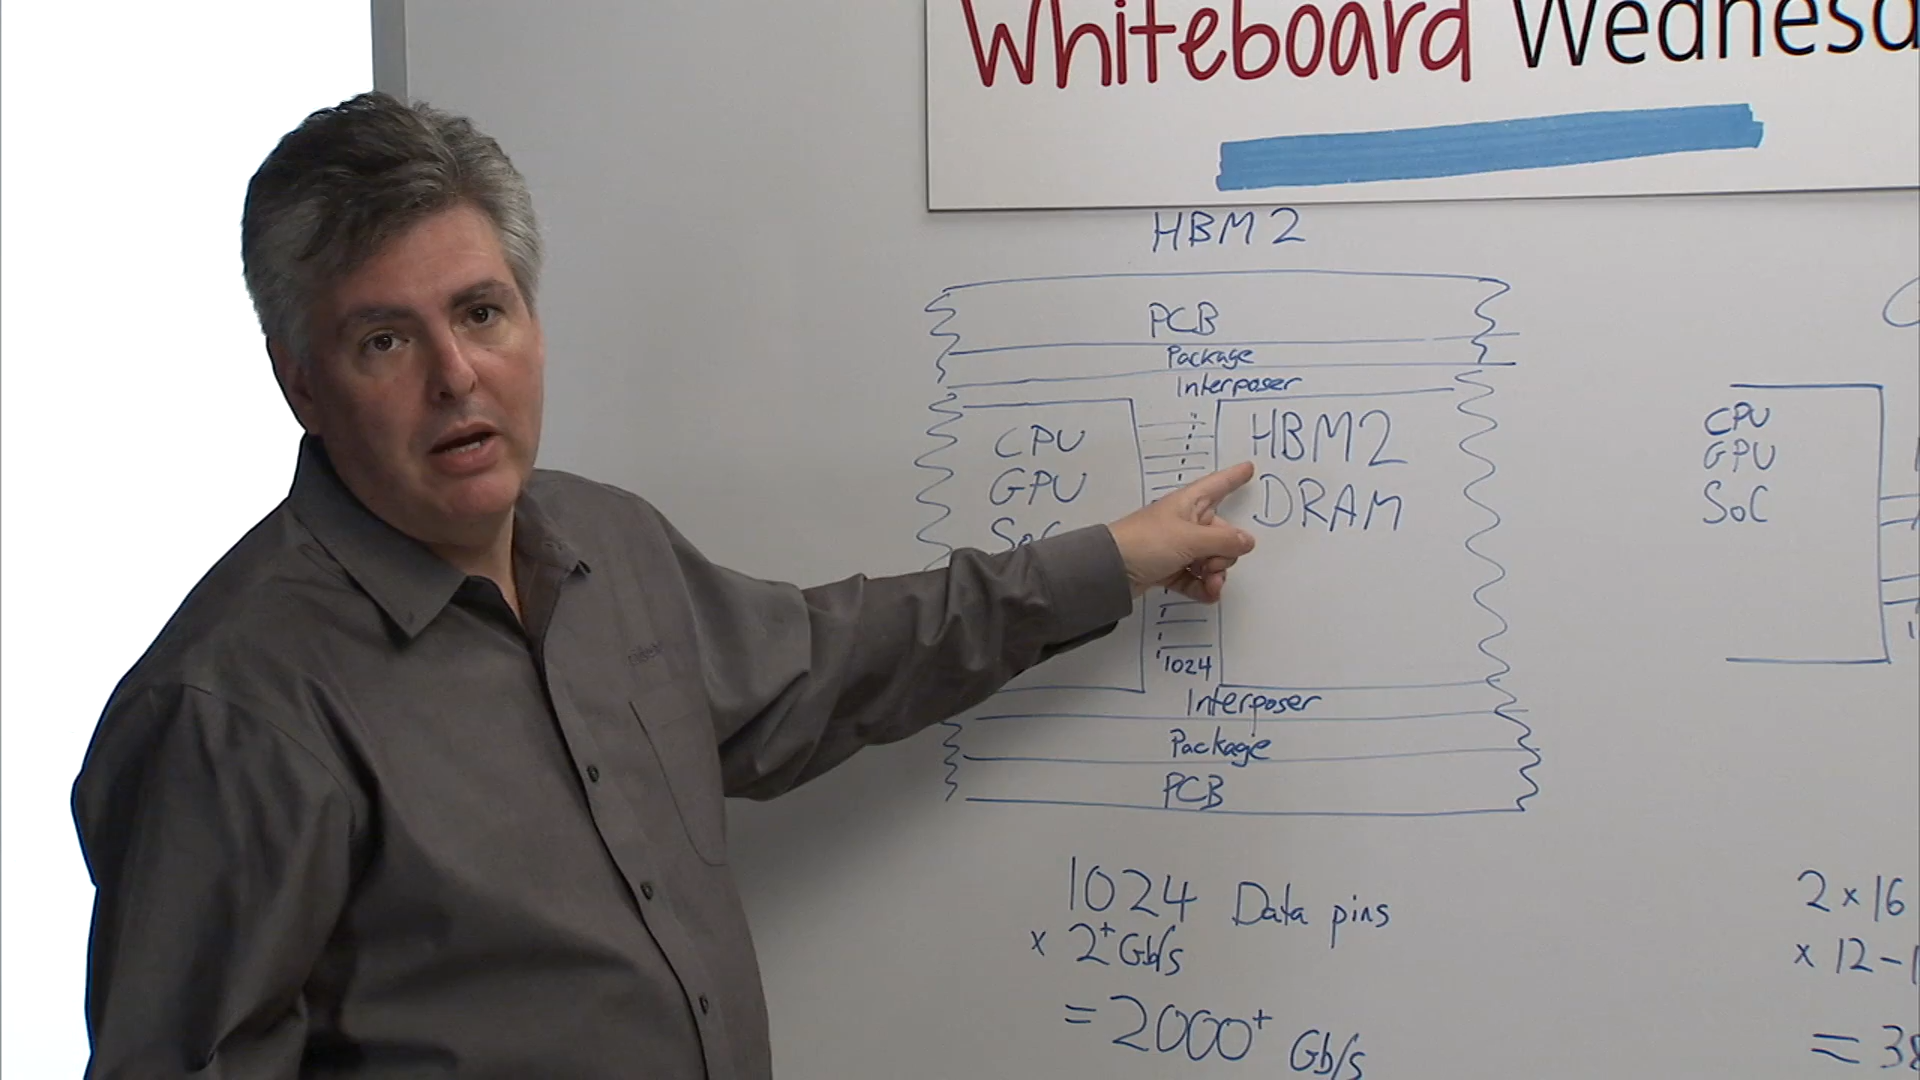 Whiteboard Wednesd
HBM2
PCB
Package
Interposer
CPU
GPU
SoC
HBM2
DRAM
1024
Interposer
Package
PCB
1024 Data pins
x 2+ Gb/s
= 2000+ Gb/s
CPU
GPU
SoC
2 x 16
x 12 -
= 38